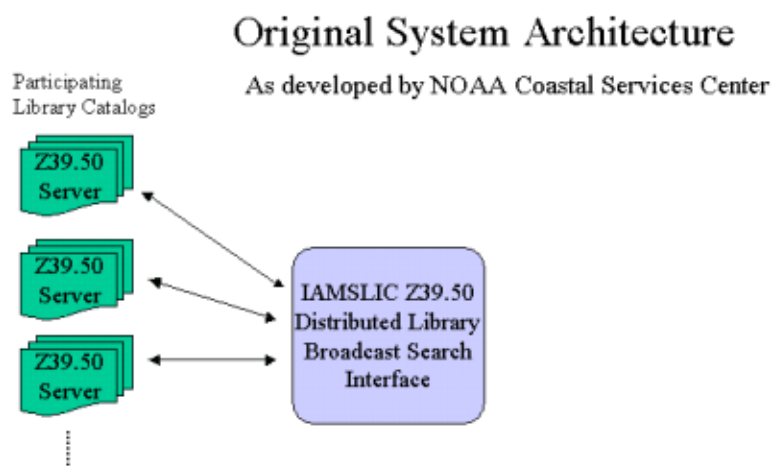 Original System Architecture
As developed by NOAA Coastal Services Center
Participating
Library Catalogs
Z39.50
Server
Z39.50
Server
Z39.50
Server
IAMSLIC Z39.50
Distributed Library
Broadcast Search
Interface